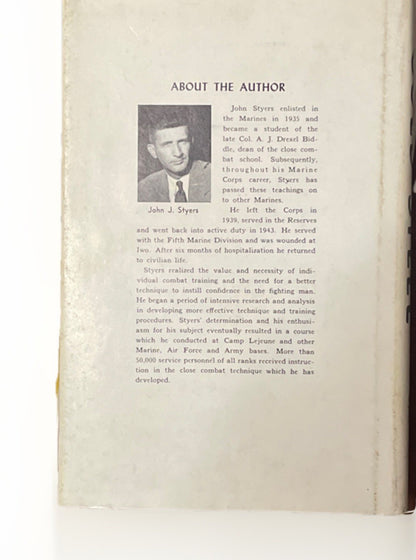 ABOUT THE AUTHOR
John Styers enlisted in
the Marines in 1935 and
became a student of the
late Col. A. J. Drexel Bid-
dle, dean of the close com-
bat school. Subsequently,
throughout his Marine
Corps career, Styers has
passed these teachings on
to other Marines.
John J. Styers
He left the Corps in
1939, served in the Reserves
and went back into active duty in 1943. He served
with the Fifth Marine Division and was wounded at
Iwo. After six months of hospitalization he returned
to civilian life.
Styers realized the value and necessity of indi-
vidual combat training and the need for a better
technique to instill confidence in the fighting man.
He began a period of intensive research and analysis
in developing more effective technique and training
procedures. Styers' determination and his enthusi-
asm for his subject eventually resulted in a course
which he conducted at Camp Lejeune and other
Marine, Air Force and Army bases. More than
50,000 service personnel of all ranks received instruc-
tion in the close combat technique which he has
developed.